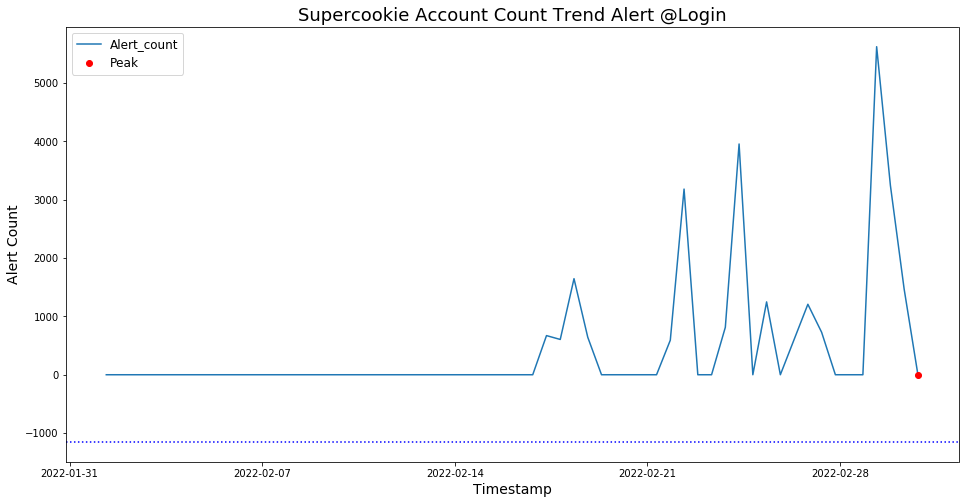 Supercookie Account Count Trend Alert @Login
Alert_count
Peak
5000
4000
3000
2000
1000
0
−1000
Alert Count
2022-01-31
2022-02-07
2022-02-14
2022-02-21
2022-02-28
Timestamp